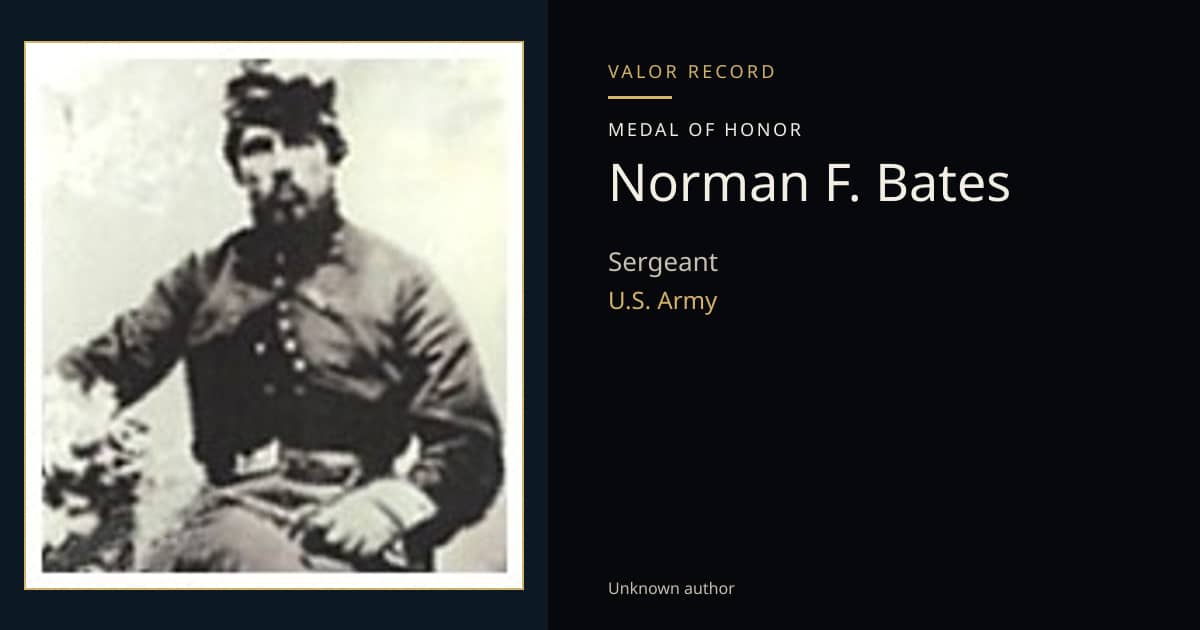 VALOR RECORD
MEDAL OF HONOR
Norman F. Bates
Sergeant
U.S. Army
Unknown author